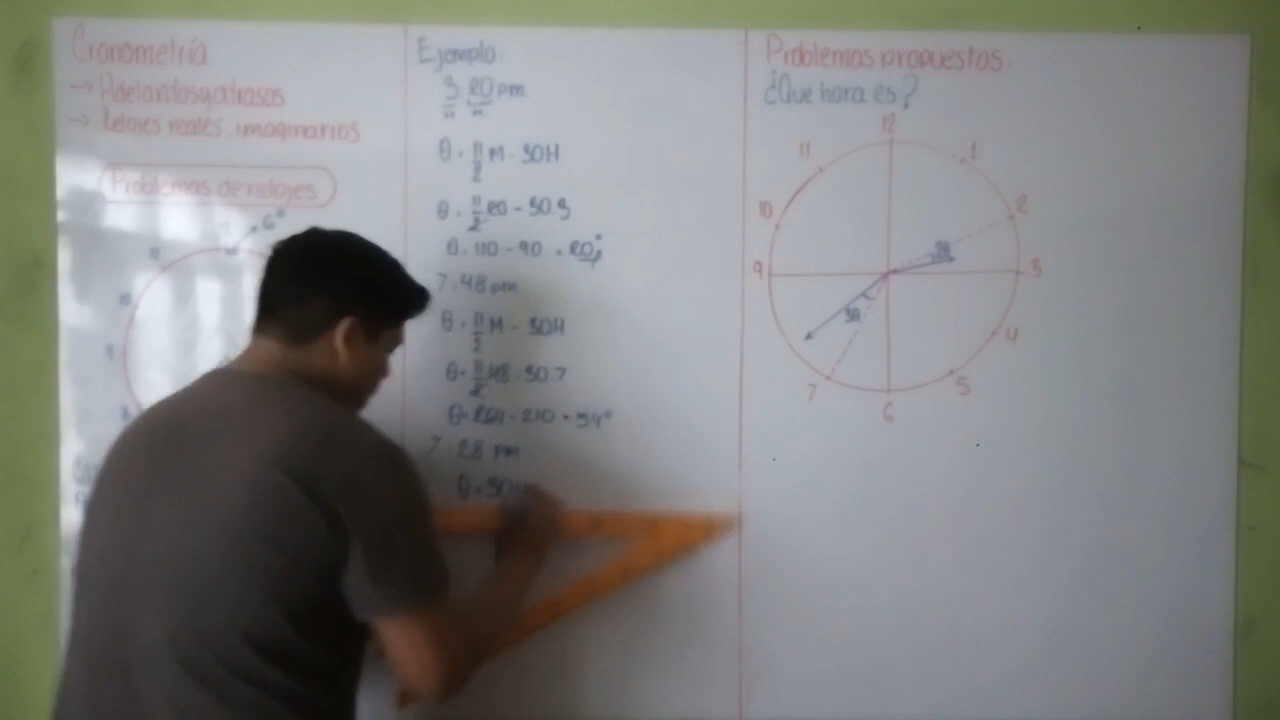 Cronometría
→ Adelantos y atrasos
→ Relojes reales, imaginarios
Problemas de relojes
6°
Ejemplo:
3:20 pm
θ = 11/2 M - 30H
θ = 11/2 20 - 30.3
θ = 110 - 90 = 20°
7:48 pm
θ = 11/2 M - 30H
θ = 11/2 48 - 30.7
θ = 264 - 210 = 54°
7:28 pm
θ = 30H
Problemas propuestos:
¿Que hora es?
12
11
1
10
2
9
3
7
4
6
5